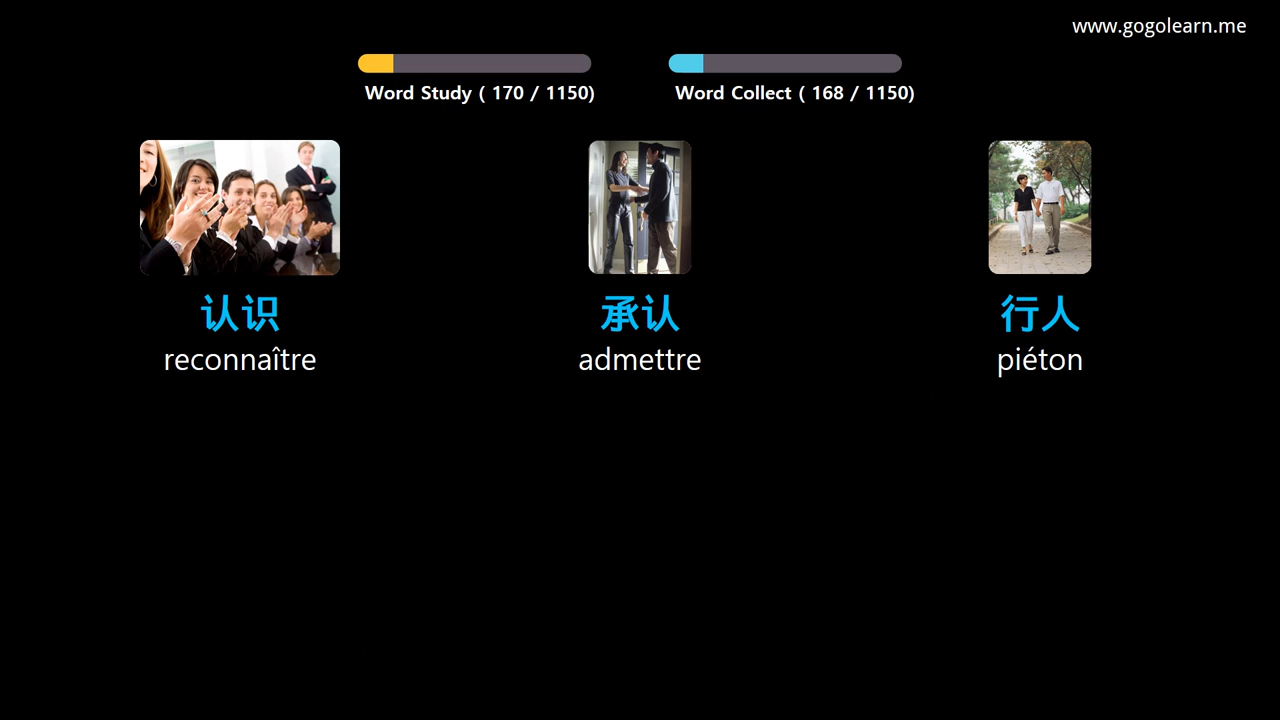 www.gogolearn.me
Word Study ( 170 / 1150)
Word Collect ( 168 / 1150)
认识
承认
行人
reconnaître
admettre
piéton